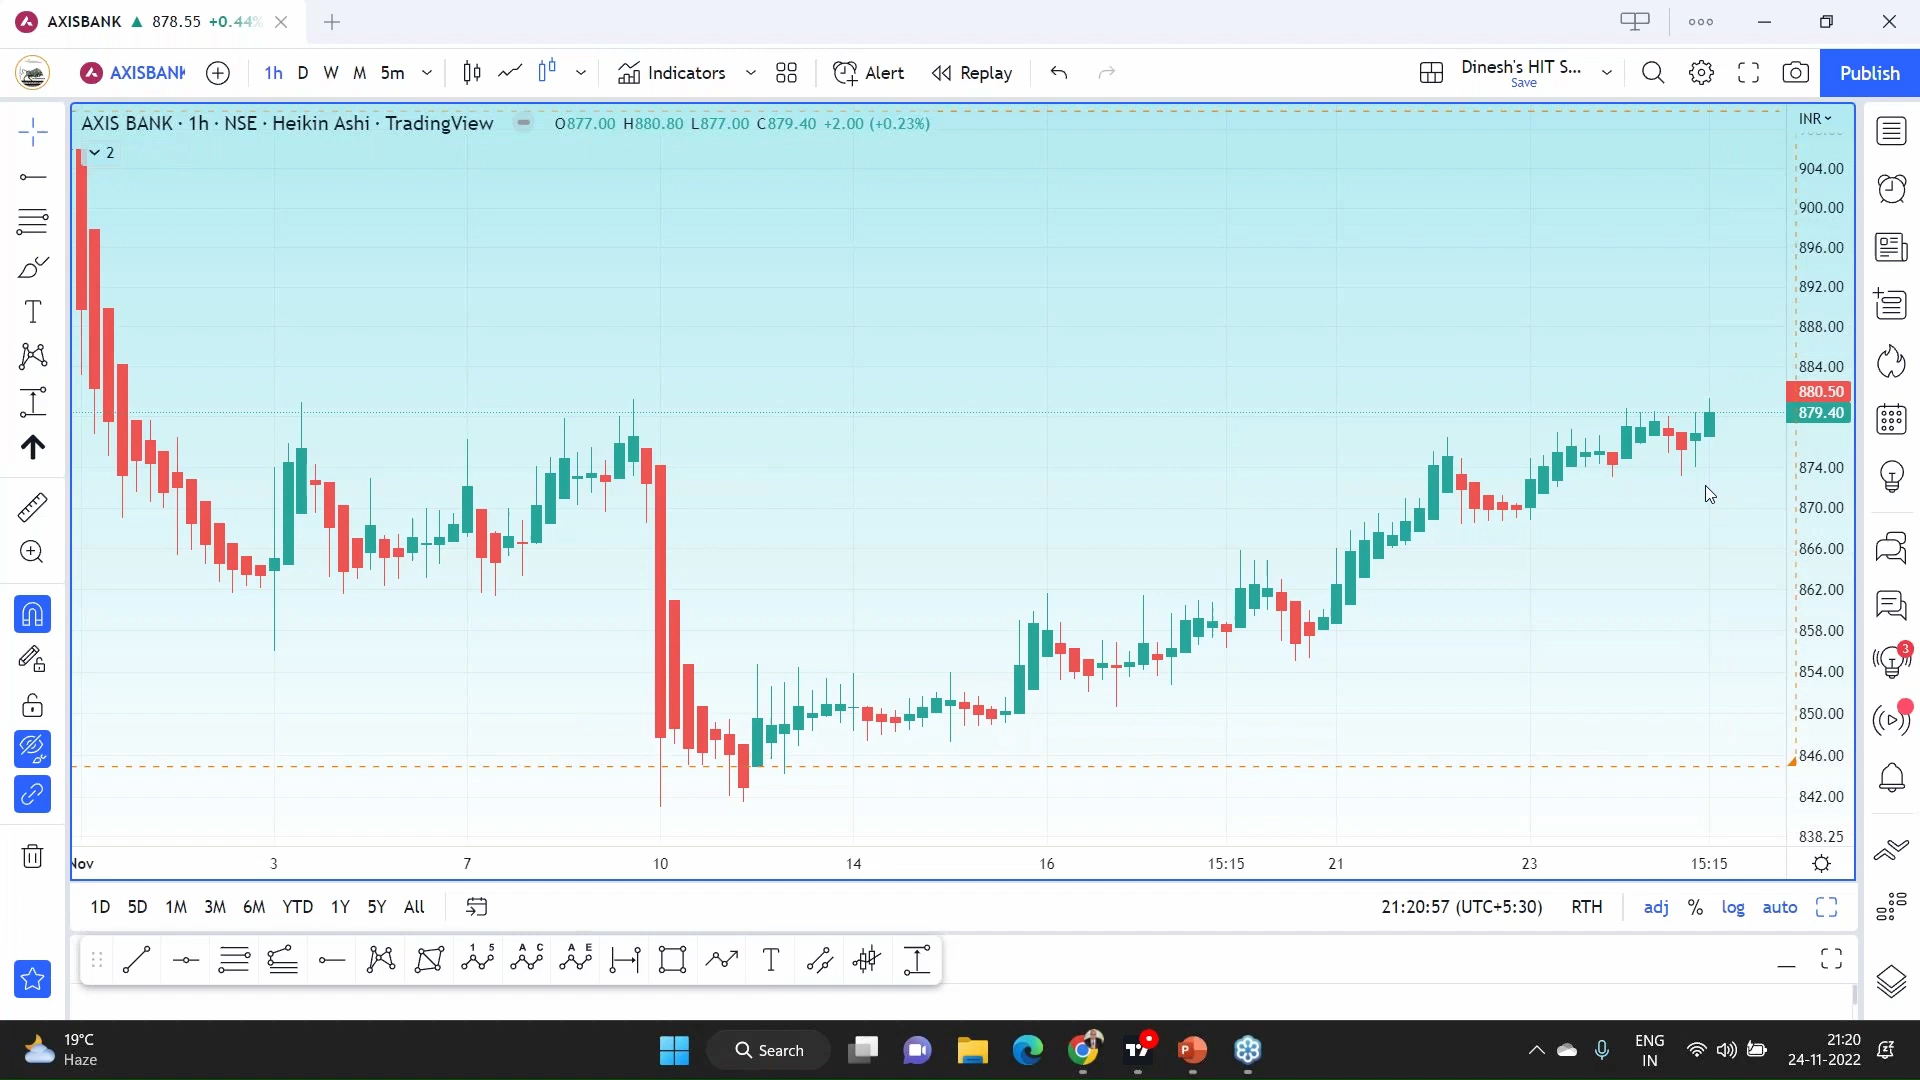 AXISBANK ▲ 878.55 +0.44%
AXISBANK 1h D W M 5m Indicators Alert Replay Dinesh's HIT S... Publish
Save
AXIS BANK · 1h · NSE · Heikin Ashi · TradingView O877.00 H880.80 L877.00 C879.40 +2.00 (+0.23%)
INR
2
904.00
900.00
896.00
892.00
888.00
884.00
880.50
879.40
874.00
870.00
866.00
862.00
858.00
854.00
850.00
846.00
842.00
838.25
3
Nov 3 7 10 14 16 15:15 21 23 15:15
1D 5D 1M 3M 6M YTD 1Y 5Y All 21:20:57 (UTC+5:30) RTH adj % log auto
1 5 A C A E
T
19°C
Haze
Search
ENG
IN
21:20
24-11-2022